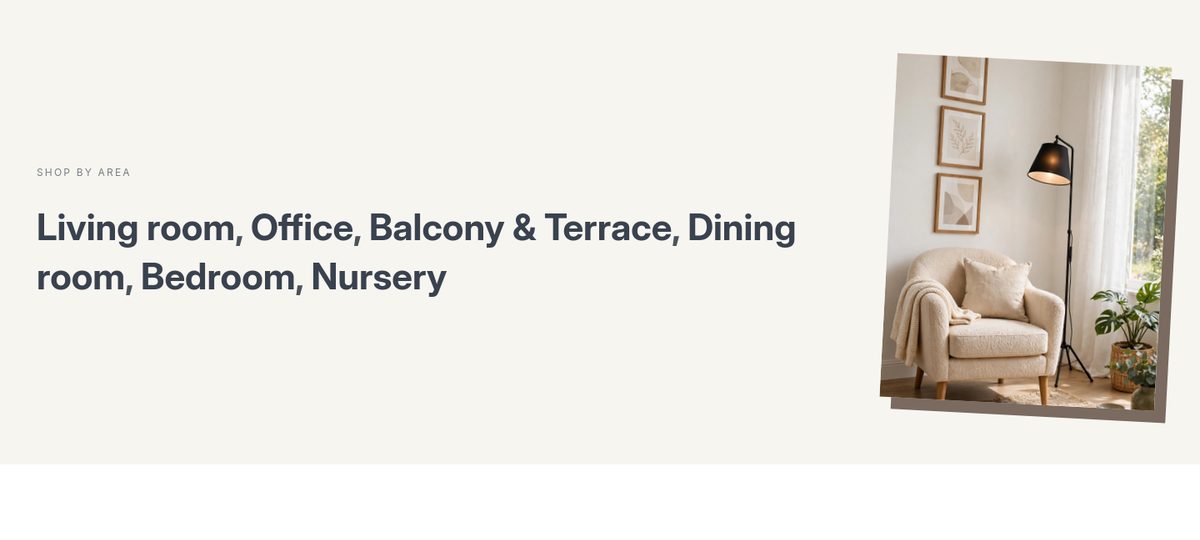 SHOP BY AREA
Living room, Office, Balcony & Terrace, Dining
room, Bedroom, Nursery